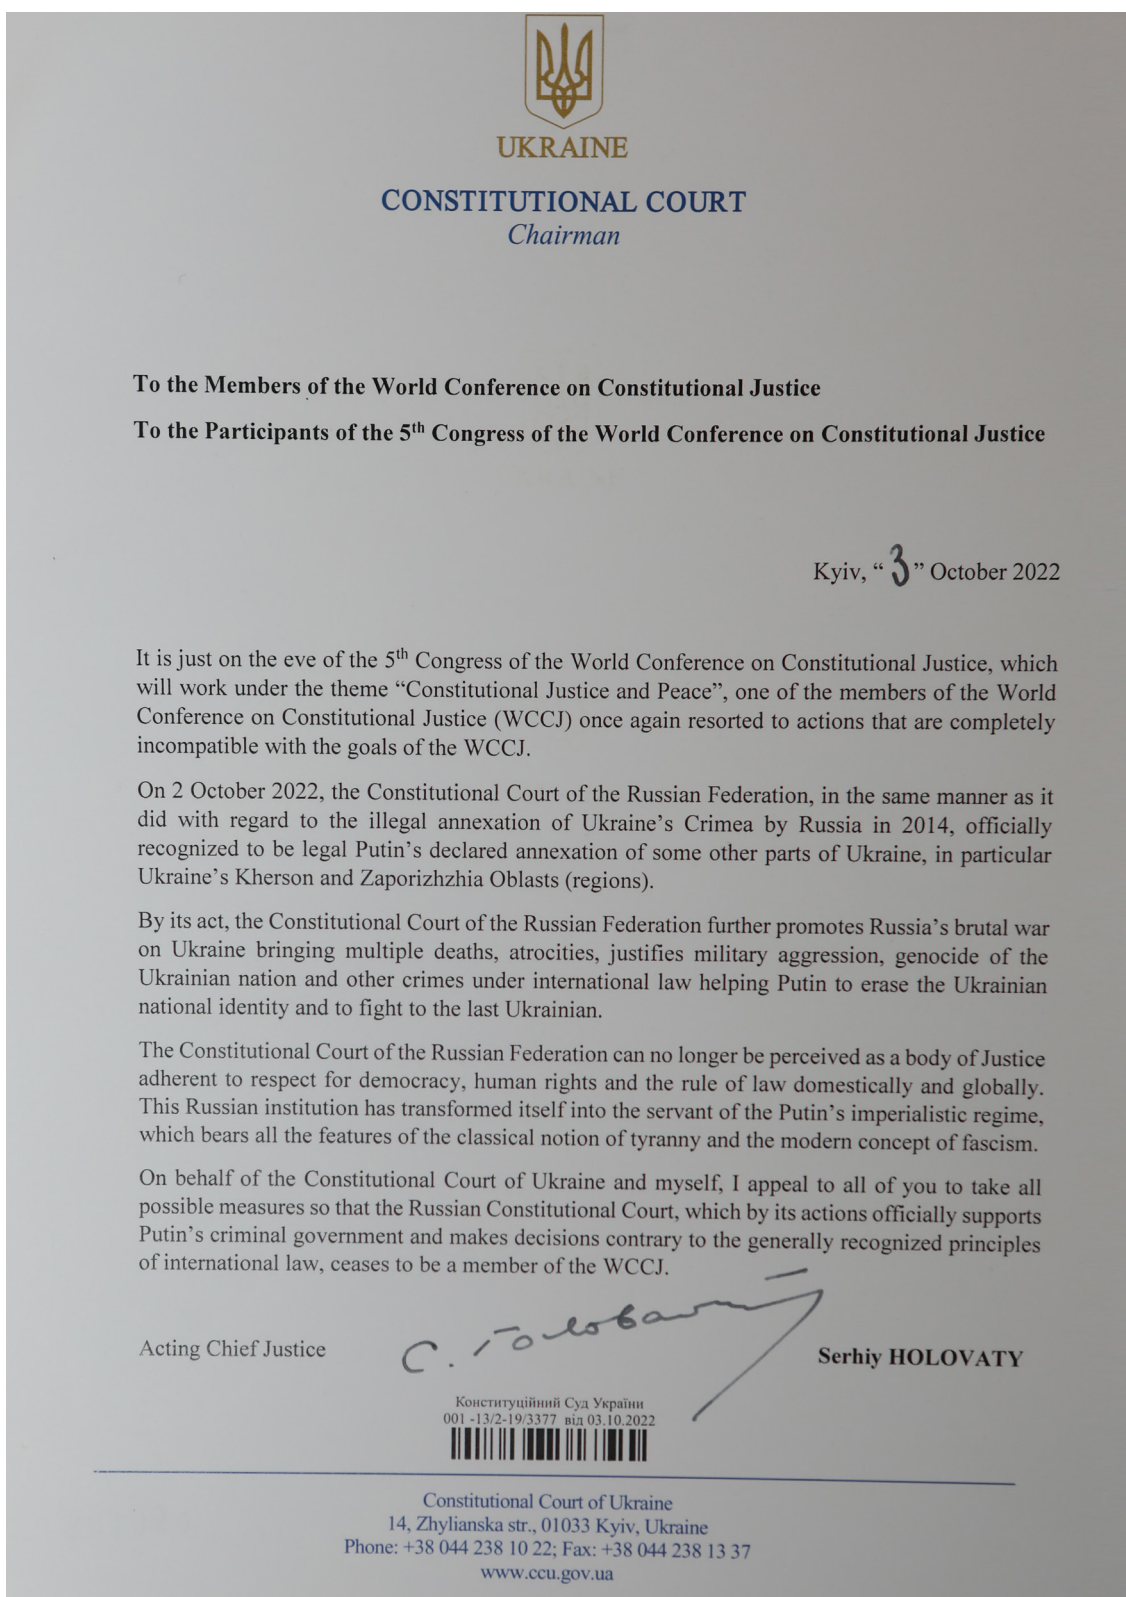 UKRAINE
CONSTITUTIONAL COURT
Chairman
To the Members of the World Conference on Constitutional Justice
To the Participants of the 5th Congress of the World Conference on Constitutional Justice
Kyiv, “ 3 ” October 2022
It is just on the eve of the 5th Congress of the World Conference on Constitutional Justice, which
will work under the theme “Constitutional Justice and Peace”, one of the members of the World
Conference on Constitutional Justice (WCCJ) once again resorted to actions that are completely
incompatible with the goals of the WCCJ.
On 2 October 2022, the Constitutional Court of the Russian Federation, in the same manner as it
did with regard to the illegal annexation of Ukraine’s Crimea by Russia in 2014, officially
recognized to be legal Putin’s declared annexation of some other parts of Ukraine, in particular
Ukraine’s Kherson and Zaporizhzhia Oblasts (regions).
By its act, the Constitutional Court of the Russian Federation further promotes Russia’s brutal war
on Ukraine bringing multiple deaths, atrocities, justifies military aggression, genocide of the
Ukrainian nation and other crimes under international law helping Putin to erase the Ukrainian
national identity and to fight to the last Ukrainian.
The Constitutional Court of the Russian Federation can no longer be perceived as a body of Justice
adherent to respect for democracy, human rights and the rule of law domestically and globally.
This Russian institution has transformed itself into the servant of the Putin’s imperialistic regime,
which bears all the features of the classical notion of tyranny and the modern concept of fascism.
On behalf of the Constitutional Court of Ukraine and myself, I appeal to all of you to take all
possible measures so that the Russian Constitutional Court, which by its actions officially supports
Putin’s criminal government and makes decisions contrary to the generally recognized principles
of international law, ceases to be a member of the WCCJ.
Acting Chief Justice С. Головатий Serhiy HOLOVATY
Конституційний Суд України
001 -13/2-19/3377 від 03.10.2022
Constitutional Court of Ukraine
14, Zhylianska str., 01033 Kyiv, Ukraine
Phone: +38 044 238 10 22; Fax: +38 044 238 13 37
www.ccu.gov.ua